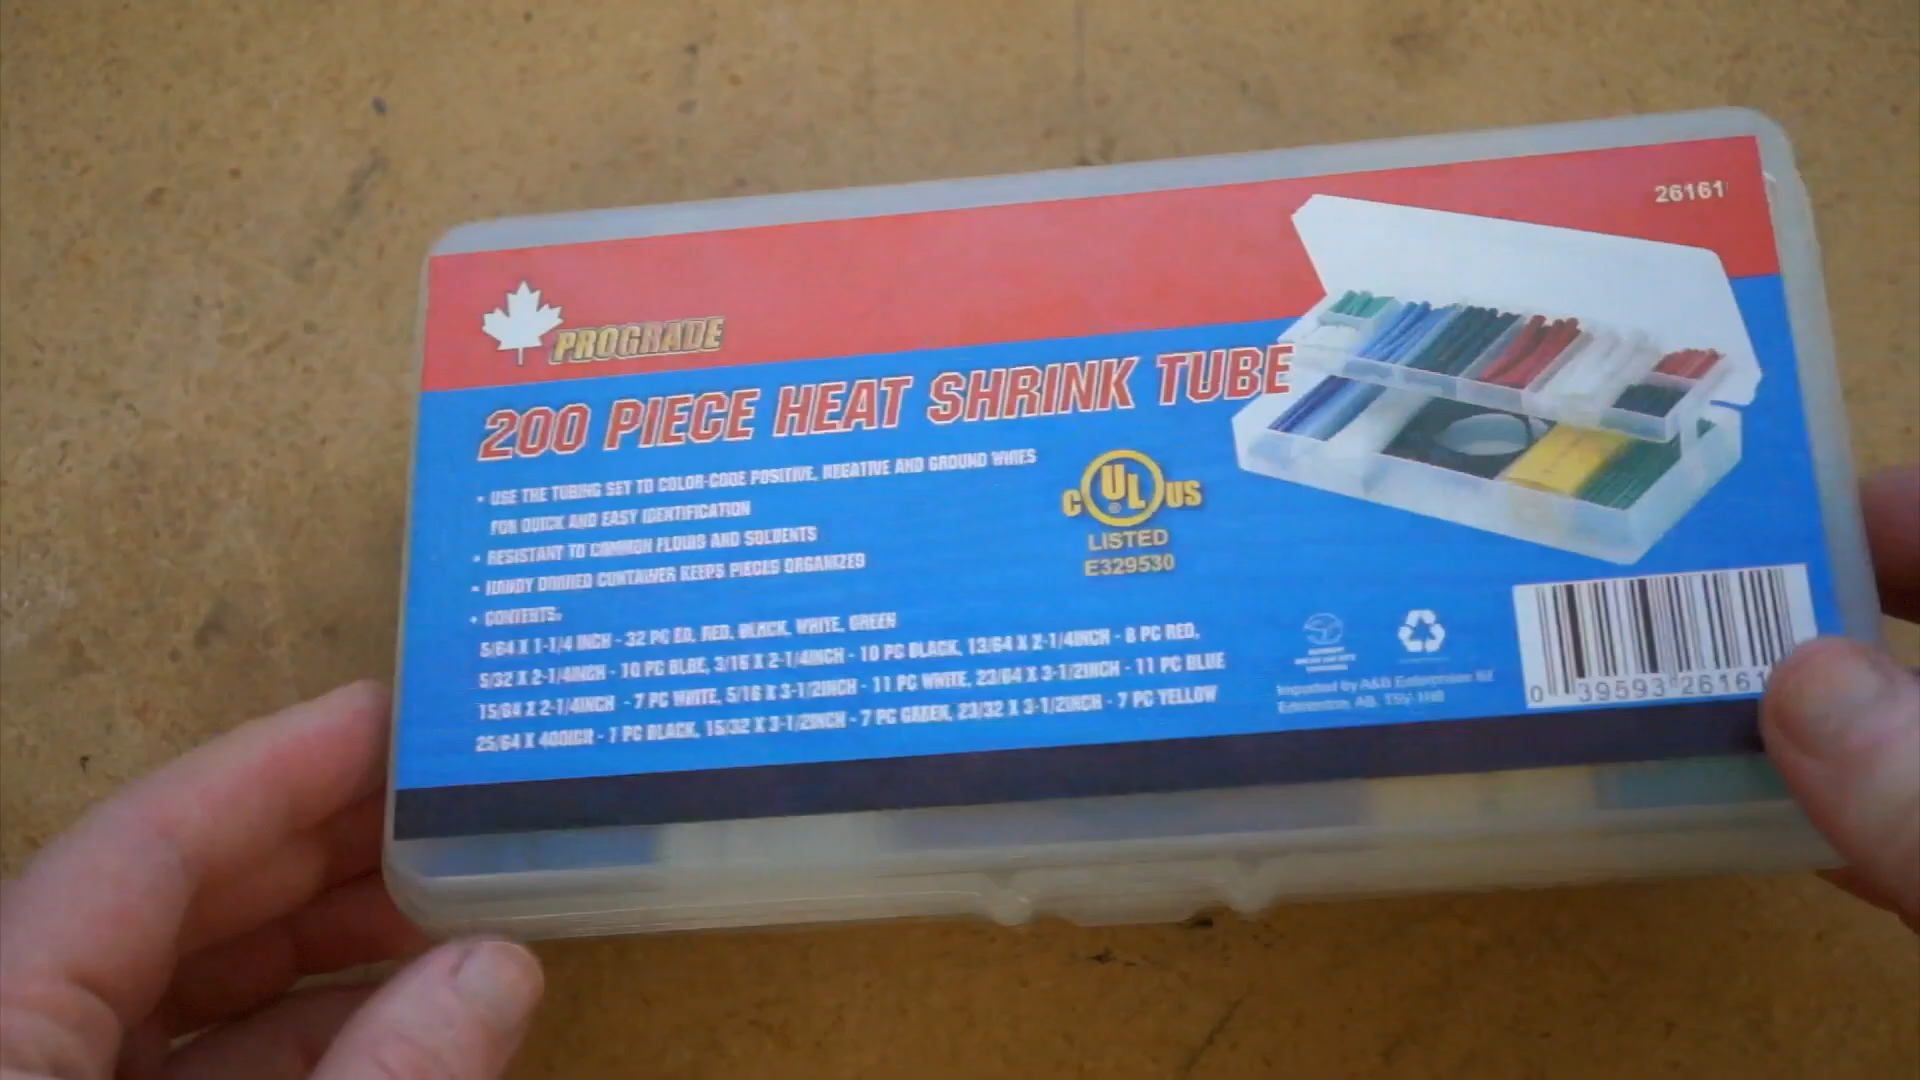 26161
PROGRADE
200 PIECE HEAT SHRINK TUBE
• USE THE TUBING SET TO COLOR-CODE POSITIVE, NEGATIVE AND GROUND WIRES
FOR QUICK AND EASY IDENTIFICATION
• RESISTANT TO COMMON FLUIDS AND SOLVENTS
• HANDY DIVIDED CONTAINER KEEPS PIECES ORGANIZED
• CONTENTS:
5/64 X 1-1/4 INCH - 32 PC EA, RED, BLACK, WHITE, GREEN
5/32 X 2-1/4INCH - 10 PC BLUE, 3/16 X 2-1/4INCH - 10 PC BLACK, 13/64 X 2-1/4INCH - 8 PC RED,
15/64 X 2-1/4INCH - 7 PC WHITE, 5/16 X 3-1/2INCH - 11 PC WHITE, 23/64 X 3-1/2INCH - 11 PC BLUE
25/64 X - 7 PC BLACK, 15/32 X 3-1/2INCH - 7 PC GREEN, 23/32 X 3-1/2INCH - 7 PC YELLOW
C UL US
®
LISTED
E329530
Imported by A&B Enterprises
Edmonton, AB,
0 39593 26161